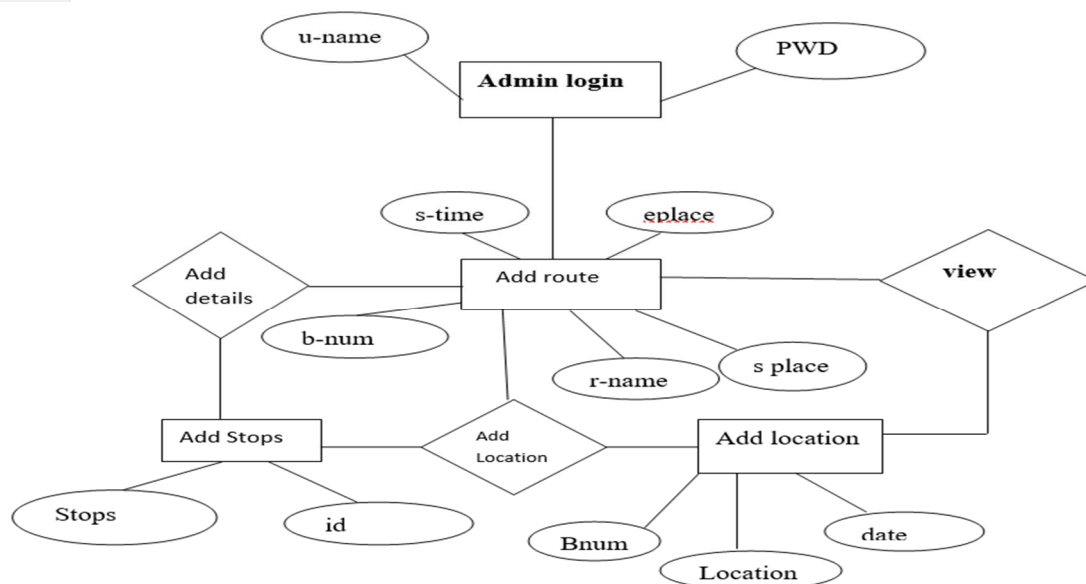 u-name
PWD
Admin login
s-time
eplace
Add
details
Add route
view
b-num
r-name
s place
Add Stops
Add
Location
Add location
Stops
id
Bnum
date
Location